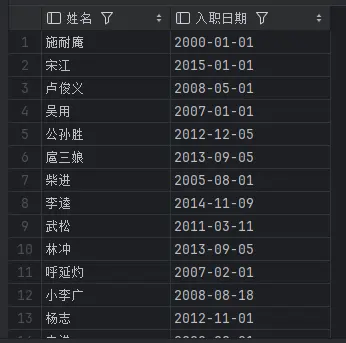 姓名 入职日期
1 施耐庵 2000-01-01
2 宋江 2015-01-01
3 卢俊义 2008-05-01
4 吴用 2007-01-01
5 公孙胜 2012-12-05
6 扈三娘 2013-09-05
7 柴进 2005-08-01
8 李逵 2014-11-09
9 武松 2011-03-11
10 林冲 2013-09-05
11 呼延灼 2007-02-01
12 小李广 2008-08-18
13 杨志 2012-11-01